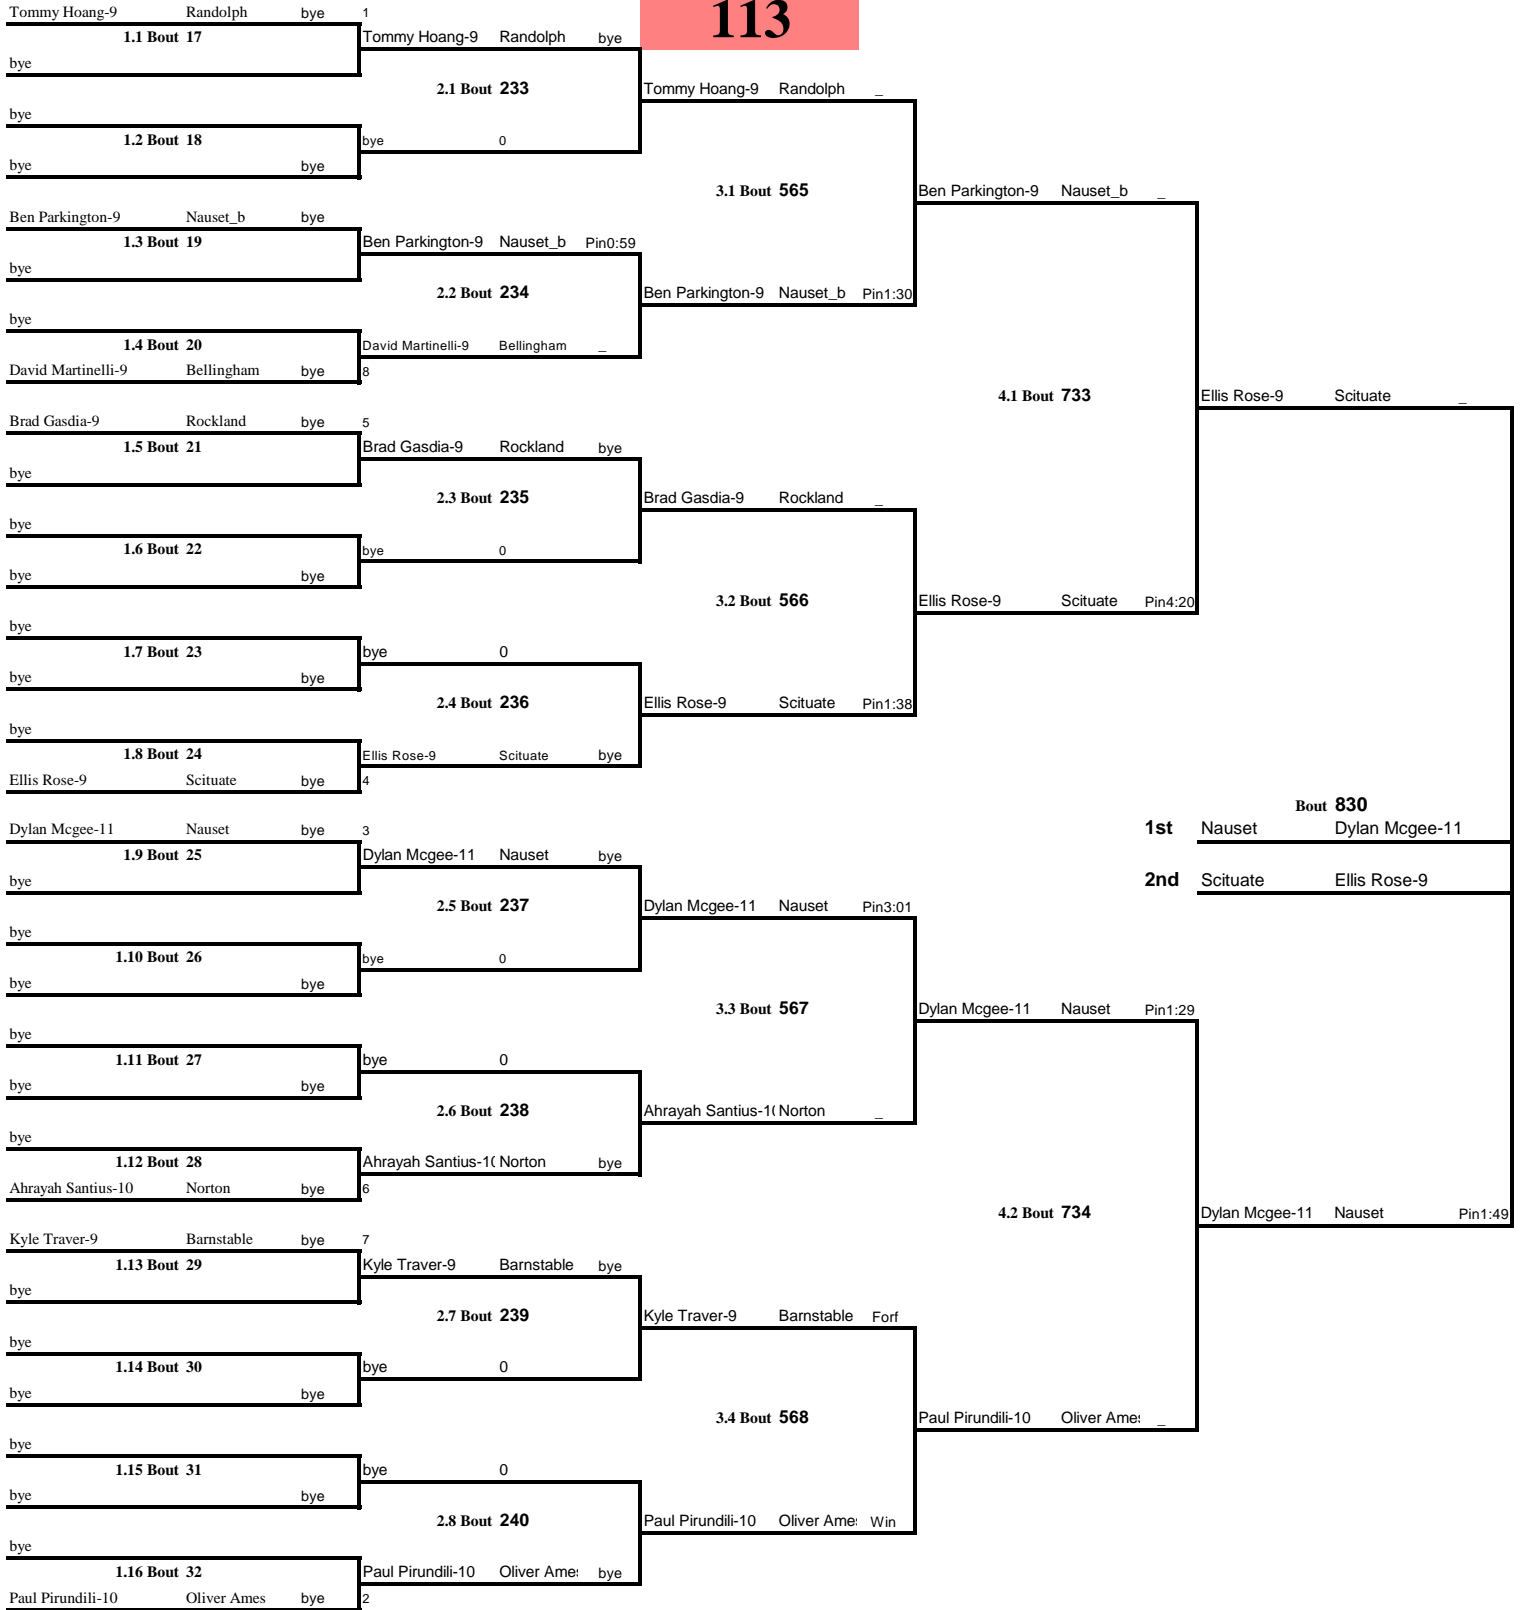 113
Tommy Hoang-9 Randolph bye 1
1.1 Bout 17 Tommy Hoang-9 Randolph bye
bye
2.1 Bout 233 Tommy Hoang-9 Randolph _
bye
1.2 Bout 18 bye 0
bye bye
3.1 Bout 565 Ben Parkington-9 Nauset_b _
Ben Parkington-9 Nauset_b bye
1.3 Bout 19 Ben Parkington-9 Nauset_b Pin0:59
bye
2.2 Bout 234 Ben Parkington-9 Nauset_b Pin1:30
bye
1.4 Bout 20 David Martinelli-9 Bellingham _
David Martinelli-9 Bellingham bye 8
4.1 Bout 733 Ellis Rose-9 Scituate _
Brad Gasdia-9 Rockland bye 5
1.5 Bout 21 Brad Gasdia-9 Rockland bye
bye
2.3 Bout 235 Brad Gasdia-9 Rockland _
bye
1.6 Bout 22 bye 0
bye bye
3.2 Bout 566 Ellis Rose-9 Scituate Pin4:20
bye
1.7 Bout 23 bye 0
bye bye
2.4 Bout 236 Ellis Rose-9 Scituate Pin1:38
bye
1.8 Bout 24 Ellis Rose-9 Scituate bye
Ellis Rose-9 Scituate bye 4
Bout 830
Dylan Mcgee-11 Nauset bye 3 1st Nauset Dylan Mcgee-11
1.9 Bout 25 Dylan Mcgee-11 Nauset bye
bye 2nd Scituate Ellis Rose-9
2.5 Bout 237 Dylan Mcgee-11 Nauset Pin3:01
bye
1.10 Bout 26 bye 0
bye bye
3.3 Bout 567 Dylan Mcgee-11 Nauset Pin1:29
bye
1.11 Bout 27 bye 0
bye bye
2.6 Bout 238 Ahrayah Santius-1( Norton _
bye
1.12 Bout 28 Ahrayah Santius-1( Norton bye
Ahrayah Santius-10 Norton bye 6
4.2 Bout 734 Dylan Mcgee-11 Nauset Pin1:49
Kyle Traver-9 Barnstable bye 7
1.13 Bout 29 Kyle Traver-9 Barnstable bye
bye
2.7 Bout 239 Kyle Traver-9 Barnstable Forf
bye
1.14 Bout 30 bye 0
bye bye
3.4 Bout 568 Paul Pirundili-10 Oliver Ames _
bye
1.15 Bout 31 bye 0
bye bye
2.8 Bout 240 Paul Pirundili-10 Oliver Ames Win
bye
1.16 Bout 32 Paul Pirundili-10 Oliver Ames bye
Paul Pirundili-10 Oliver Ames bye 2